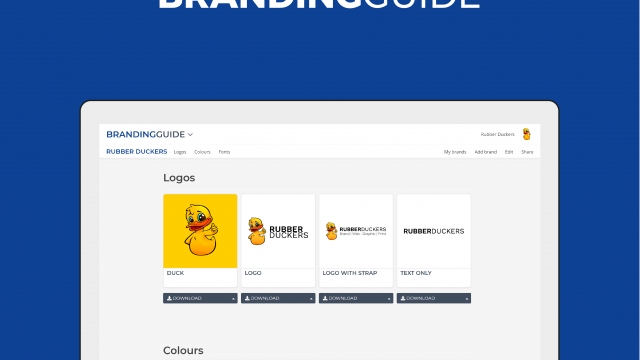 BRANDINGGUIDE
BRANDINGGUIDE
Rubber Duckers
RUBBER DUCKERS Logos Colours Fonts My brands Add brand Edit Share
Logos
RUBBER
DUCKERS
RUBBERDUCKERS
RUBBERDUCKERS
DUCK LOGO LOGO WITH STRAP TEXT ONLY
DOWNLOAD DOWNLOAD DOWNLOAD DOWNLOAD
Colours